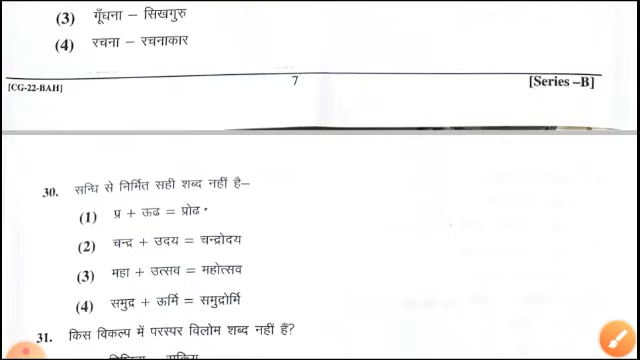 (3) गूँधना – सिखगुरु
(4) रचना – रचनाकार
[CG-22-BAH] 7 [Series –B]
30. सन्धि से निर्मित सही शब्द नहीं है–
(1) प्र + ऊढ = प्रोढ
(2) चन्द्र + उदय = चन्द्रोदय
(3) महा + उत्सव = महोत्सव
(4) समुद्र + ऊर्मि = समुद्रोर्मि
31. किस विकल्प में परस्पर विलोम शब्द नहीं हैं?